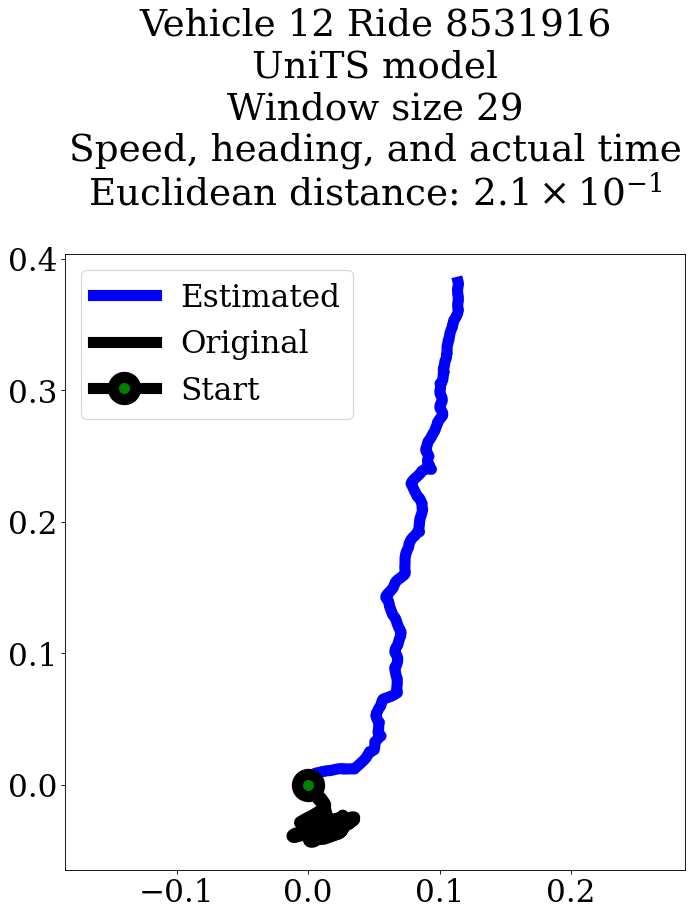 Vehicle 12 Ride 8531916
UniTS model
Window size 29
Speed, heading, and actual time
Euclidean distance: 2.1 × 10⁻¹
0.4
Estimated
Original
Start
0.3
0.2
0.1
0.0
−0.1 0.0 0.1 0.2